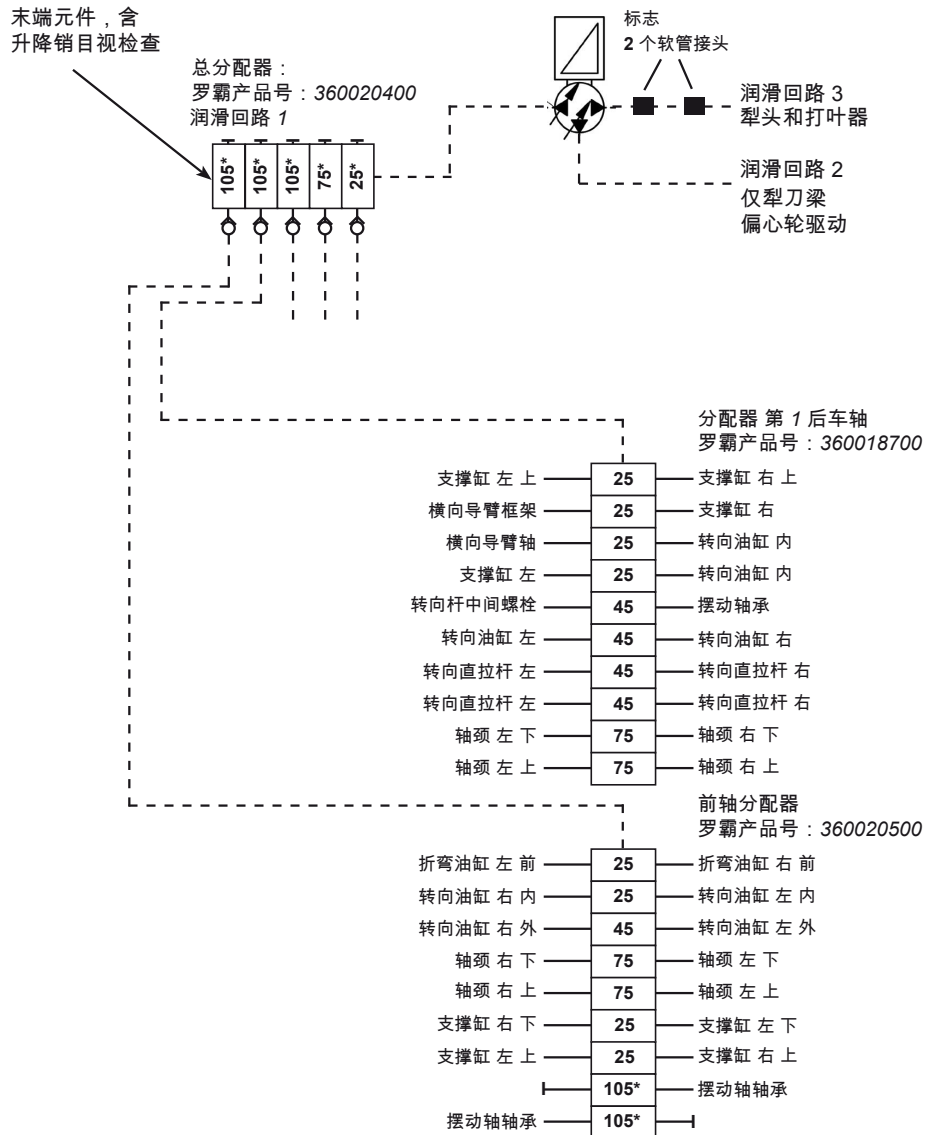 末端元件，含
升降销目视检查
总分配器：
罗霸产品号：360020400
润滑回路 1
105*
105*
105*
75*
25*
标志
2 个软管接头
润滑回路 3
犁头和打叶器
润滑回路 2
仅犁刀梁
偏心轮驱动
分配器 第 1 后车轴
罗霸产品号：360018700
支撑缸 左 上 25 支撑缸 右 上
横向导臂框架 25 支撑缸 右
横向导臂轴 25 转向油缸 内
支撑缸 左 25 转向油缸 内
转向杆中间螺栓 45 摆动轴承
转向油缸 左 45 转向油缸 右
转向直拉杆 左 45 转向直拉杆 右
转向直拉杆 左 45 转向直拉杆 右
轴颈 左 下 75 轴颈 右 下
轴颈 左 上 75 轴颈 右 上
前轴分配器
罗霸产品号：360020500
折弯油缸 左 前 25 折弯油缸 右 前
转向油缸 右 内 25 转向油缸 左 内
转向油缸 右 外 45 转向油缸 左 外
轴颈 右 下 75 轴颈 左 下
轴颈 右 上 75 轴颈 左 上
支撑缸 右 下 25 支撑缸 左 下
支撑缸 左 上 25 支撑缸 右 上
105* 摆动轴轴承
摆动轴轴承 105*